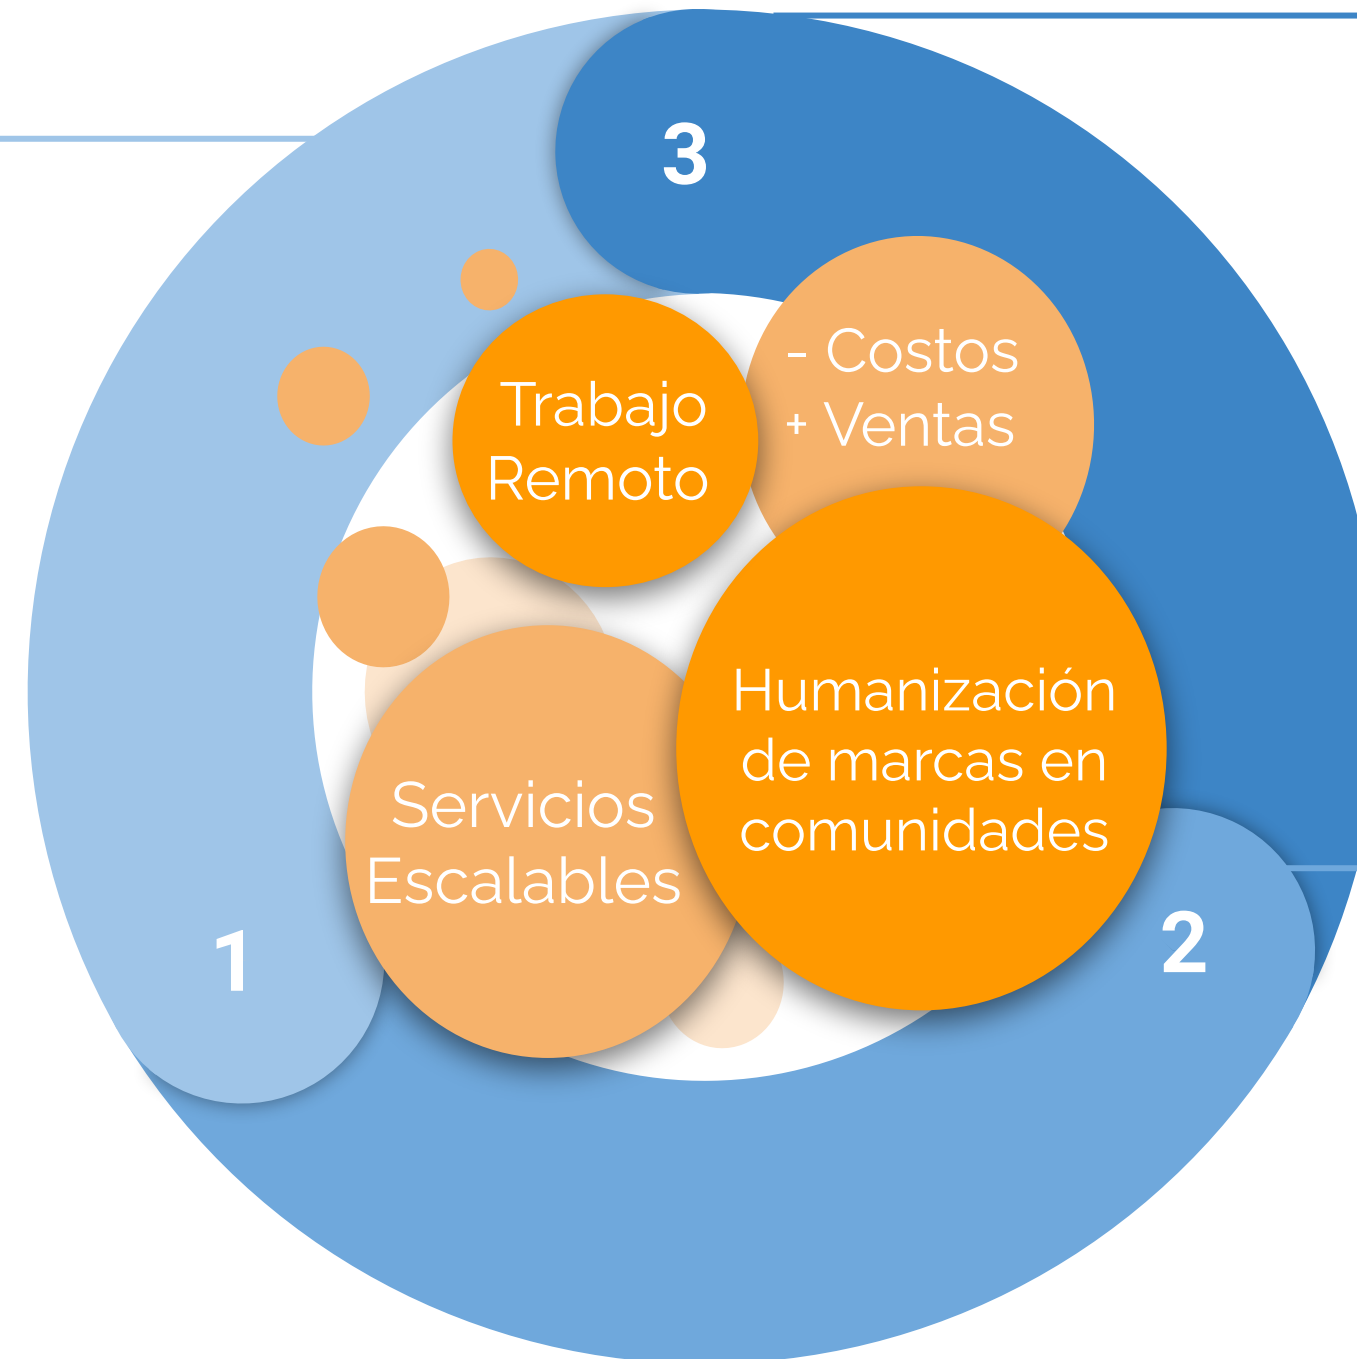 3
- Costos
+ Ventas
Trabajo
Remoto
Humanización
de marcas en
comunidades
Servicios
Escalables
1
2